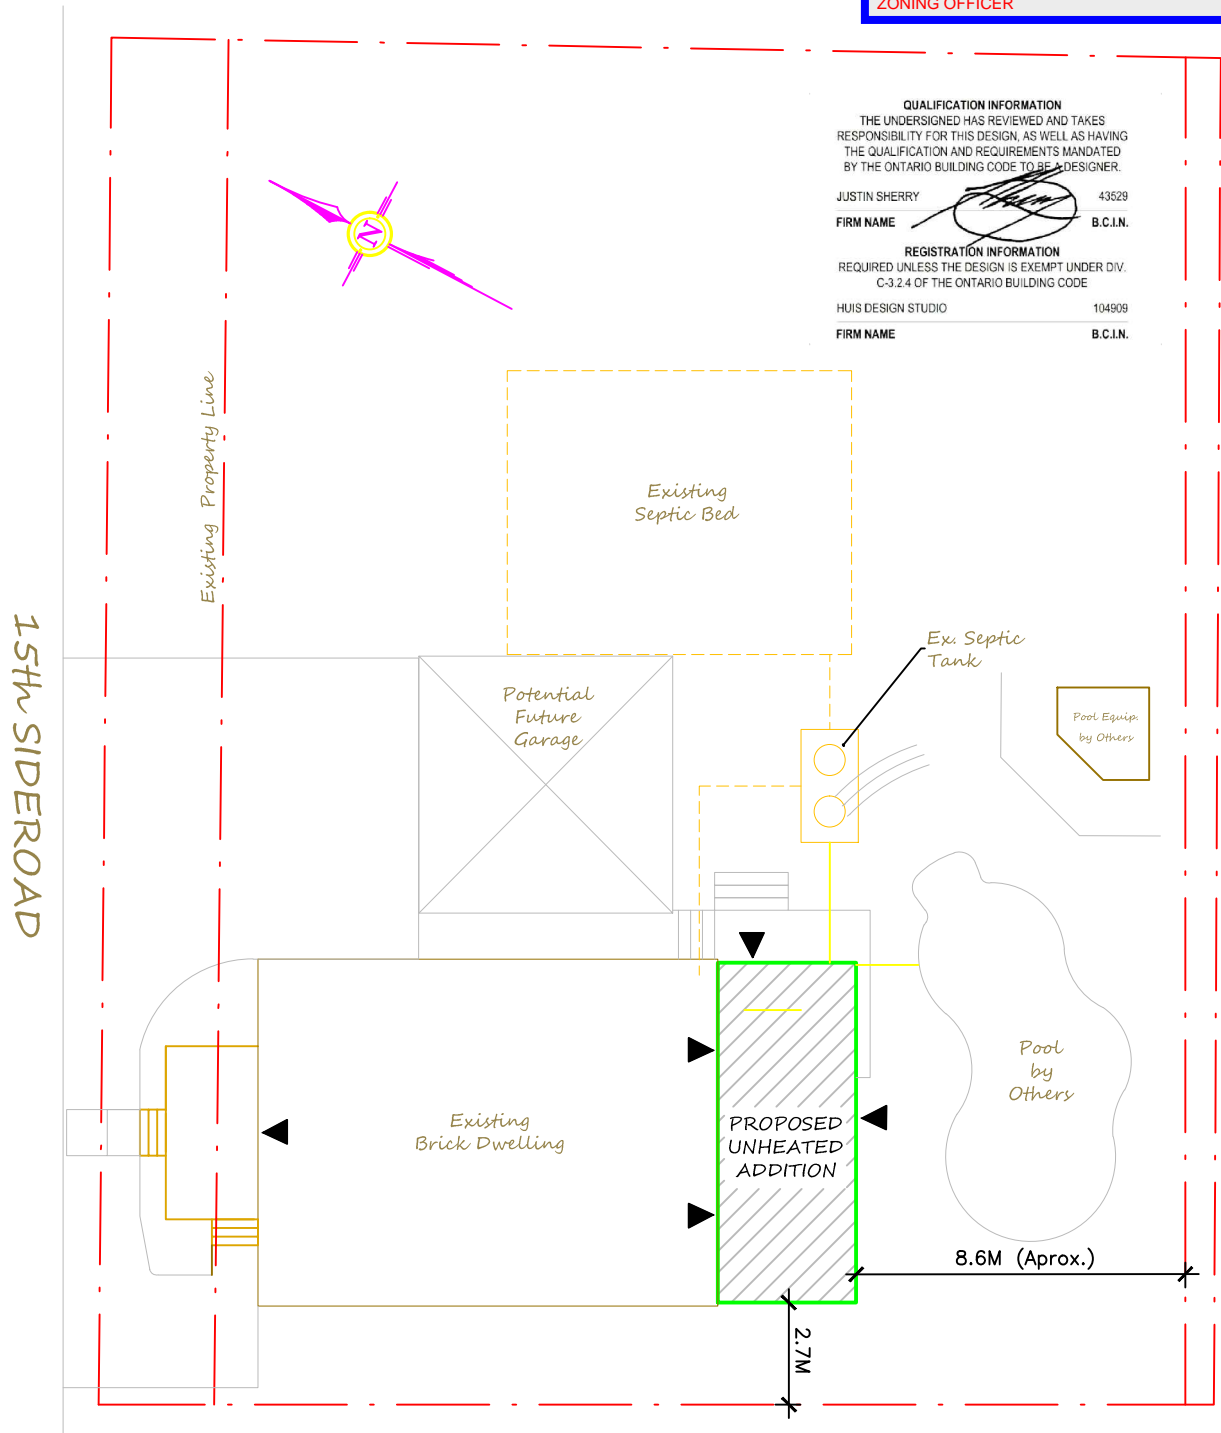 ZONING OFFICER
QUALIFICATION INFORMATION
THE UNDERSIGNED HAS REVIEWED AND TAKES
RESPONSIBILITY FOR THIS DESIGN, AS WELL AS HAVING
THE QUALIFICATION AND REQUIREMENTS MANDATED
BY THE ONTARIO BUILDING CODE TO BE A DESIGNER.
JUSTIN SHERRY 43529
FIRM NAME B.C.I.N.
REGISTRATION INFORMATION
REQUIRED UNLESS THE DESIGN IS EXEMPT UNDER DIV.
C-3.2.4 OF THE ONTARIO BUILDING CODE
HUIS DESIGN STUDIO 104909
FIRM NAME B.C.I.N.
N
Existing Property Line
Existing
Septic Bed
15th SIDEROAD
Ex. Septic
Tank
Potential
Future
Garage
Pool Equip.
by Others
Pool
by
Others
Existing
Brick Dwelling
PROPOSED
UNHEATED
ADDITION
8.6M (Aprox.)
2.7M